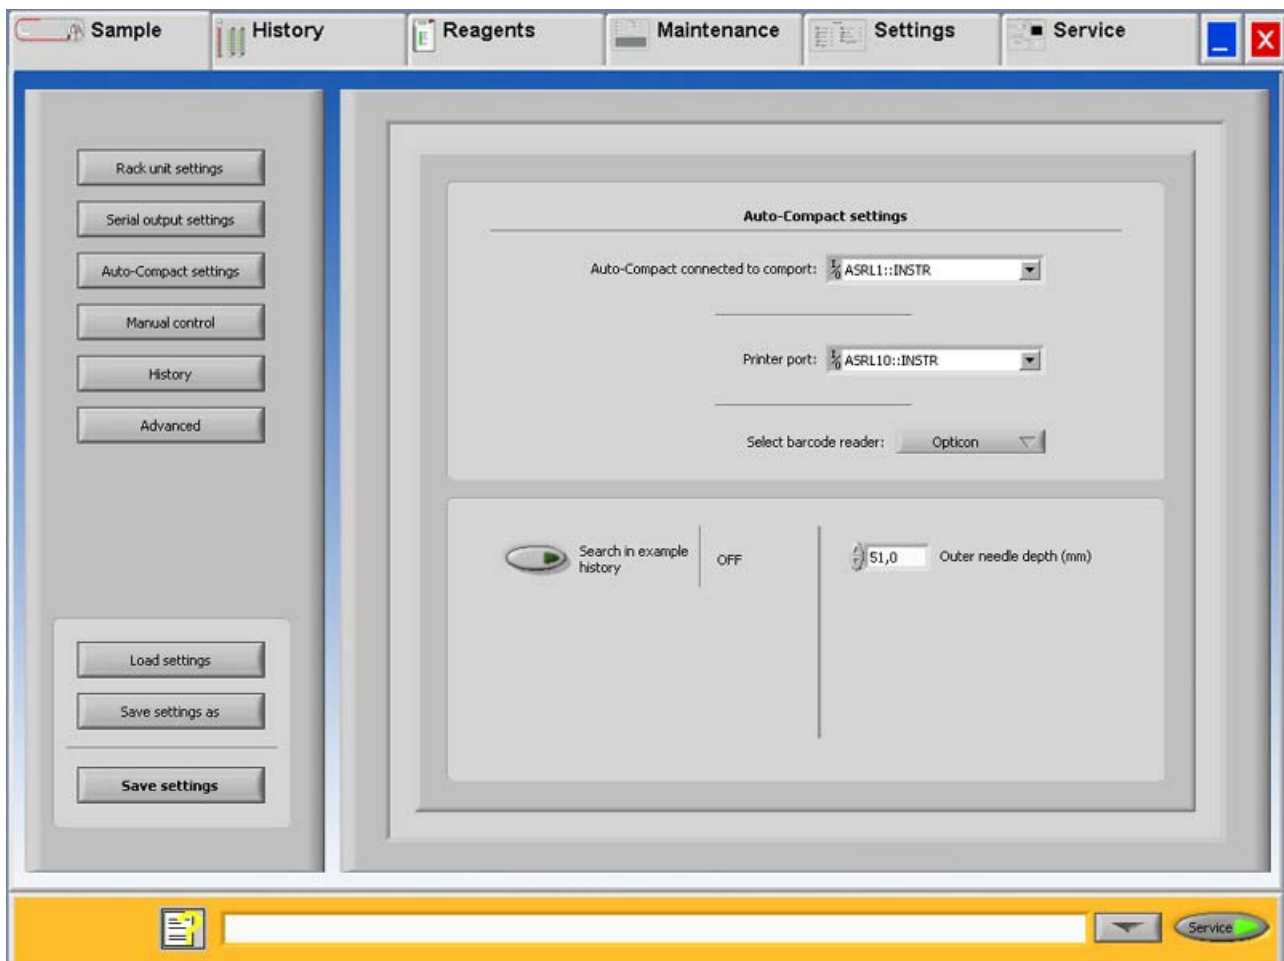 Sample
History
Reagents
Maintenance
Settings
Service
X
Rack unit settings
Serial output settings
Auto-Compact settings
Manual control
History
Advanced
Load settings
Save settings as
Save settings
Auto-Compact settings
Auto-Compact connected to comport: ASRL1::INSTR
Printer port: ASRL10::INSTR
Select barcode reader: Opticon
Search in example
history
OFF
51,0 Outer needle depth (mm)
Service